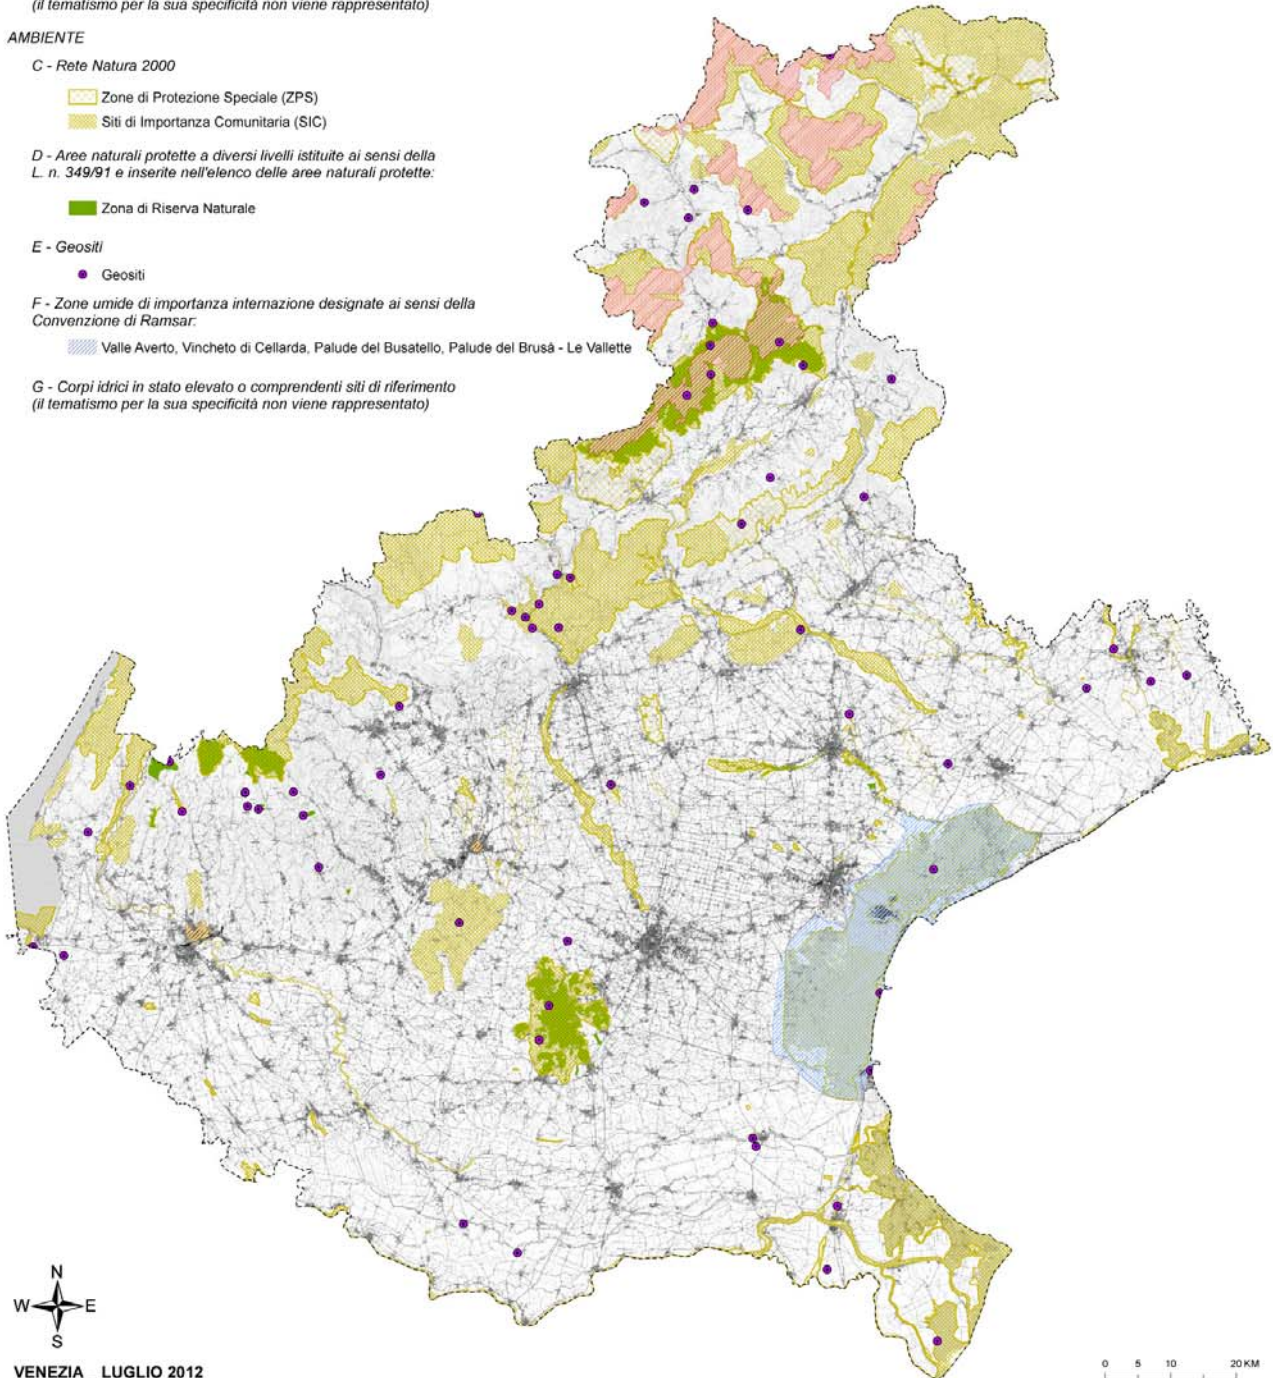 (il tematismo per la sua specificità non viene rappresentato)
AMBIENTE
C - Rete Natura 2000
Zone di Protezione Speciale (ZPS)
Siti di Importanza Comunitaria (SIC)
D - Aree naturali protette a diversi livelli istituite ai sensi della
L. n. 349/91 e inserite nell'elenco delle aree naturali protette:
Zona di Riserva Naturale
E - Geositi
Geositi
F - Zone umide di importanza internazione designate ai sensi della
Convenzione di Ramsar:
Valle Averto, Vincheto di Cellarda, Palude del Busatello, Palude del Brusà - Le Vallette
G - Corpi idrici in stato elevato o comprendenti siti di riferimento
(il tematismo per la sua specificità non viene rappresentato)
N
W E
S
VENEZIA LUGLIO 2012
0 5 10 20 KM